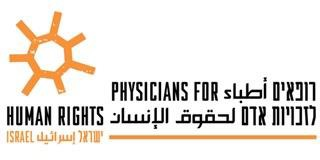 PHYSICIANS FOR أطباء רופאים
HUMAN RIGHTS لحقوق الإنسان לזכויות אדם
ISRAEL إسرائيل ישראל